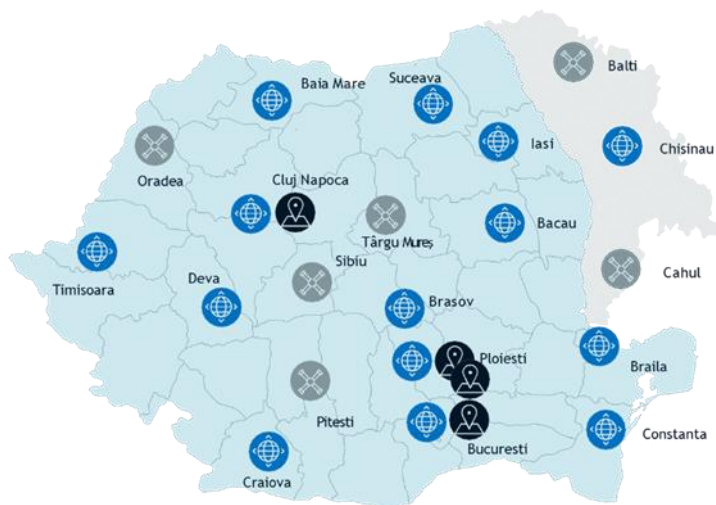 Balti
Suceava
Baia Mare
Iasi
Chisinau
Oradea
Cluj Napoca
Bacau
Târgu Mureș
Sibiu
Cahul
Timisoara
Deva
Brasov
Ploiesti
Braila
Pitesti
Constanta
Bucuresti
Craiova